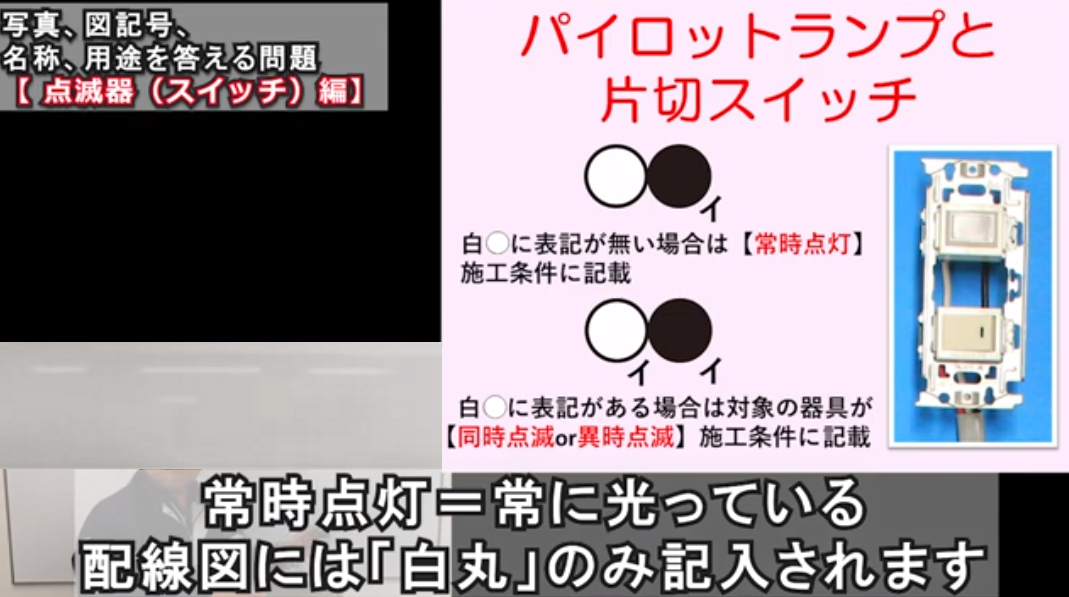 写真、図記号、
名称、用途を答える問題
【 点滅器（スイッチ）編】
パイロットランプと
片切スイッチ
イ
白○に表記が無い場合は【常時点灯】
施工条件に記載
イ イ
白○に表記がある場合は対象の器具が
【同時点滅or異時点滅】施工条件に記載
常時点灯＝常に光っている
配線図には｢白丸｣のみ記入されます